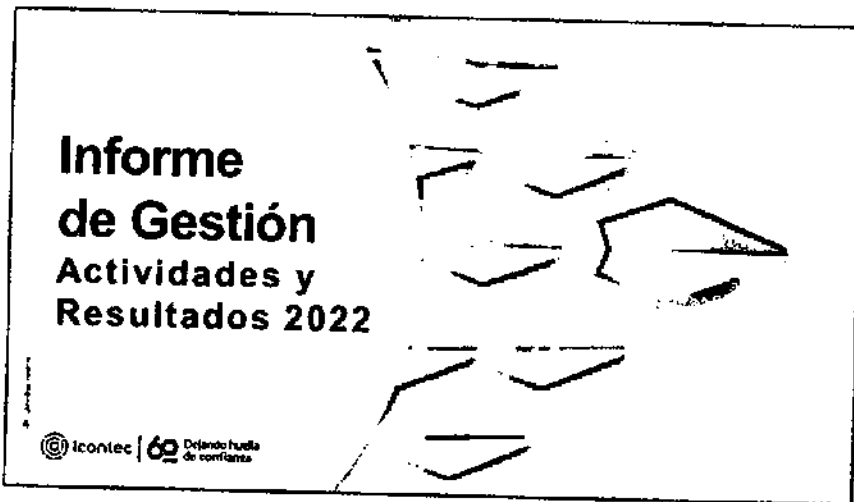 Informe
de Gestión
Actividades y
Resultados 2022
icontec 60 Dejando huella
de confianza